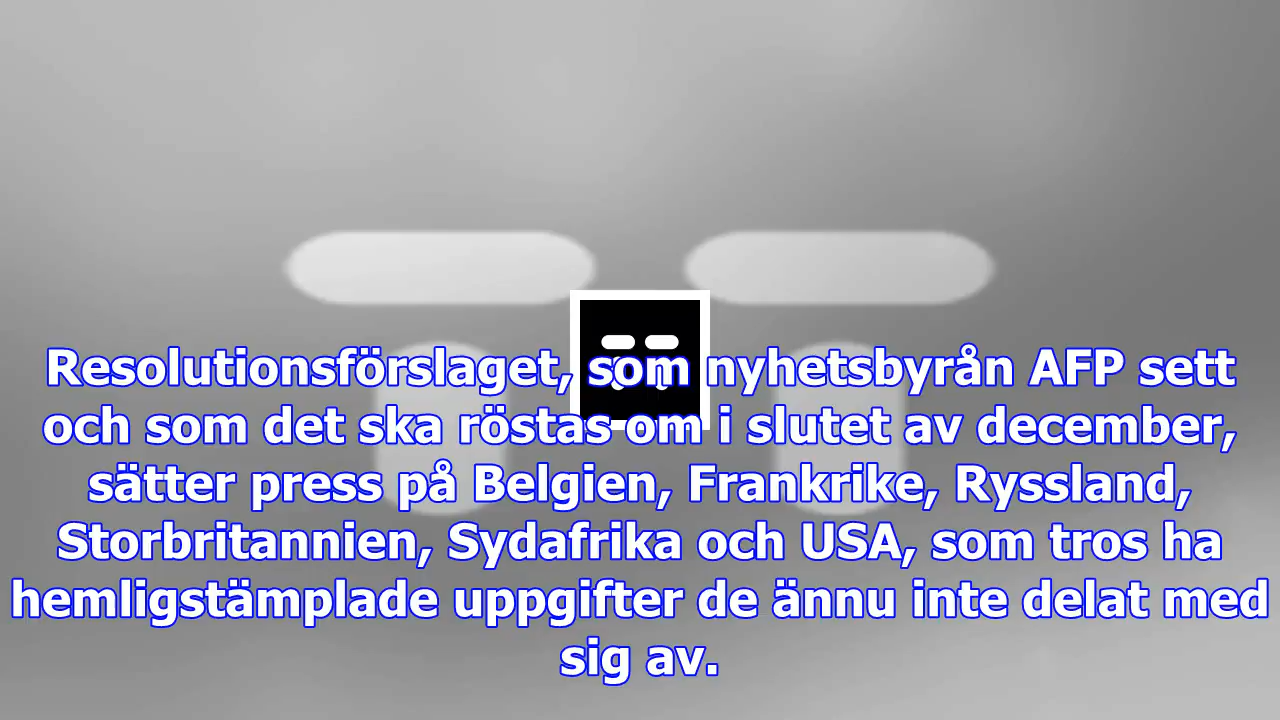 Resolutionsförslaget, som nyhetsbyrån AFP sett
och som det ska röstas om i slutet av december,
sätter press på Belgien, Frankrike, Ryssland,
Storbritannien, Sydafrika och USA, som tros ha
hemligstämplade uppgifter de ännu inte delat med
sig av.